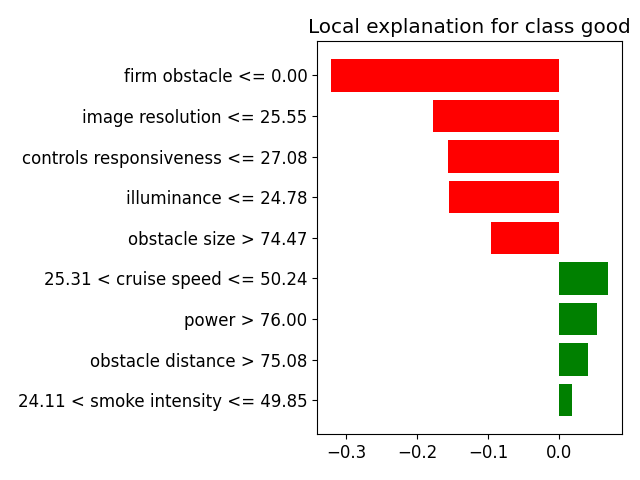 Local explanation for class good
firm obstacle <= 0.00
image resolution <= 25.55
controls responsiveness <= 27.08
illuminance <= 24.78
obstacle size > 74.47
25.31 < cruise speed <= 50.24
power > 76.00
obstacle distance > 75.08
24.11 < smoke intensity <= 49.85
−0.3 −0.2 −0.1 0.0